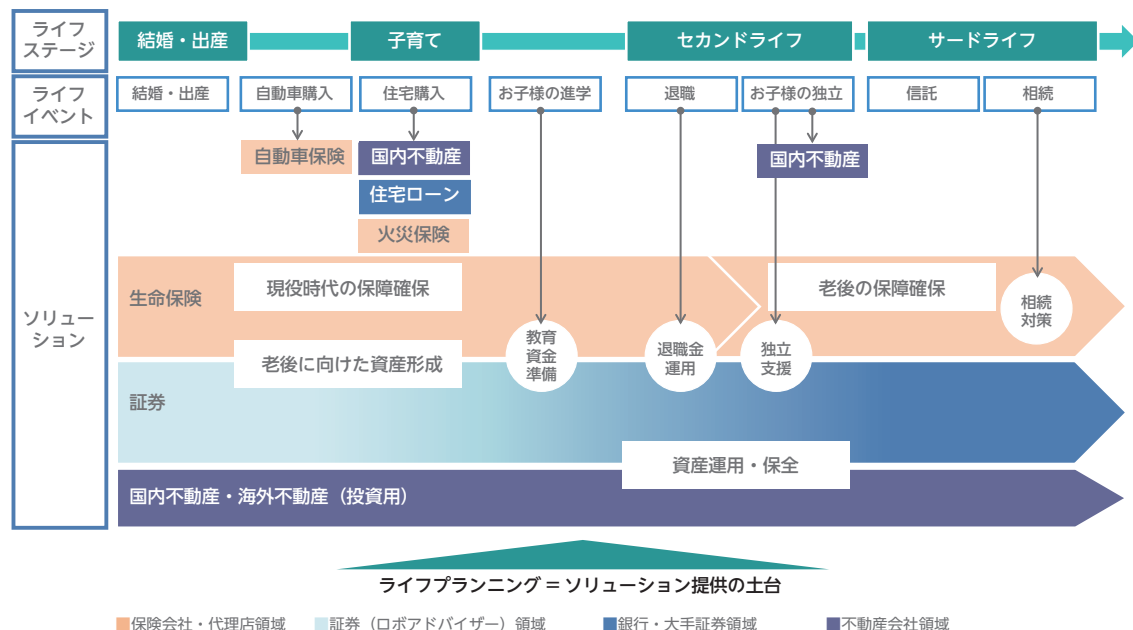 ライフ
ステージ
結婚・出産
子育て
セカンドライフ
サードライフ
ライフ
イベント
結婚・出産
自動車購入
住宅購入
お子様の進学
退職
お子様の独立
信託
相続
ソリュー
ション
自動車保険
国内不動産
住宅ローン
火災保険
国内不動産
生命保険
現役時代の保障確保
老後の保障確保
相続
対策
教育
資金
準備
退職金
運用
独立
支援
老後に向けた資産形成
証券
資産運用・保全
国内不動産・海外不動産（投資用）
ライフプランニング = ソリューション提供の土台
保険会社・代理店領域
証券（ロボアドバイザー）領域
銀行・大手証券領域
不動産会社領域